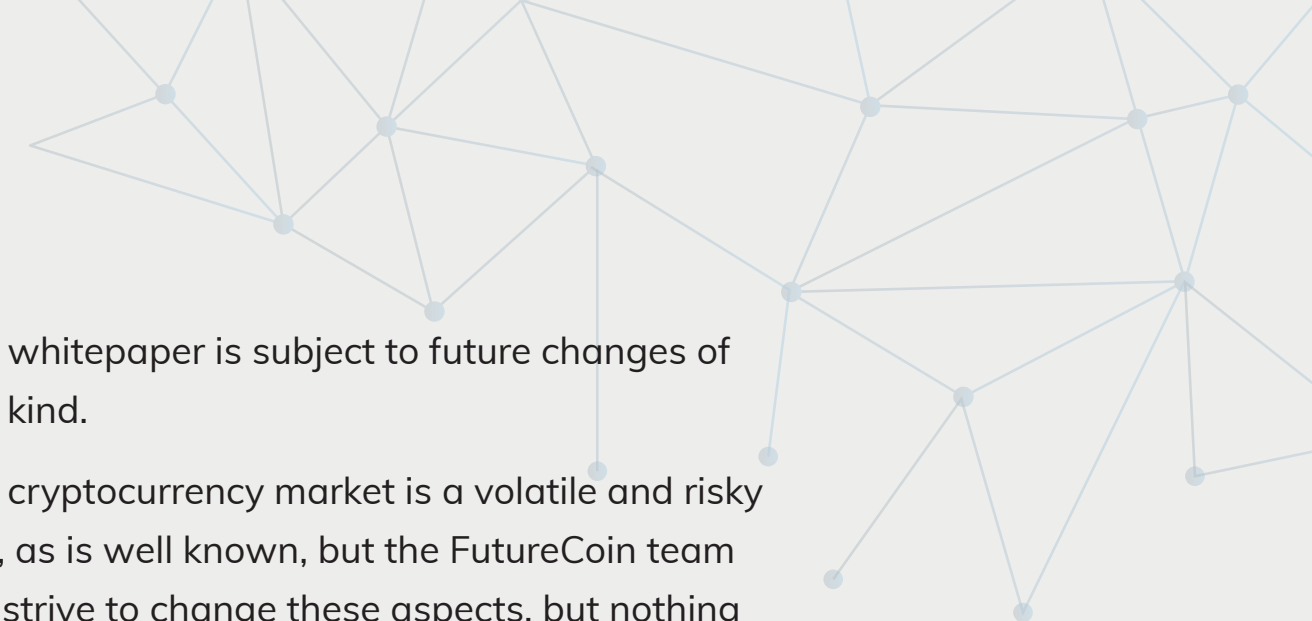 whitepaper is subject to future changes of
kind.
cryptocurrency market is a volatile and risky
, as is well known, but the FutureCoin team
strive to change these aspects, but nothing